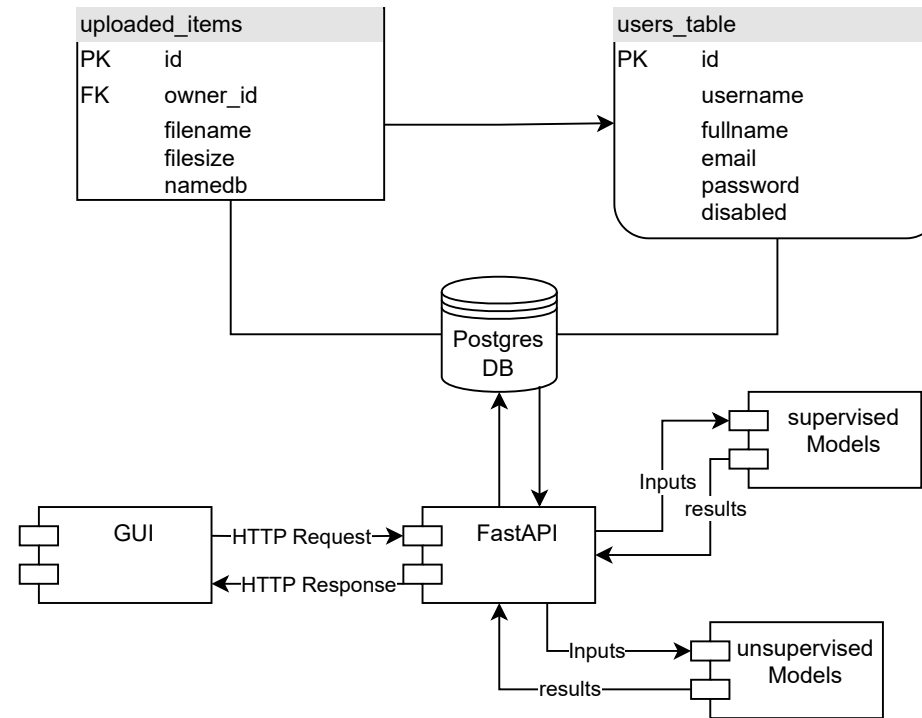 uploaded_items
PK id
FK owner_id
filename
filesize
namedb
users_table
PK id
username
fullname
email
password
disabled
Postgres
DB
supervised
Models
Inputs
results
GUI
HTTP Request
HTTP Response
FastAPI
Inputs
results
unsupervised
Models